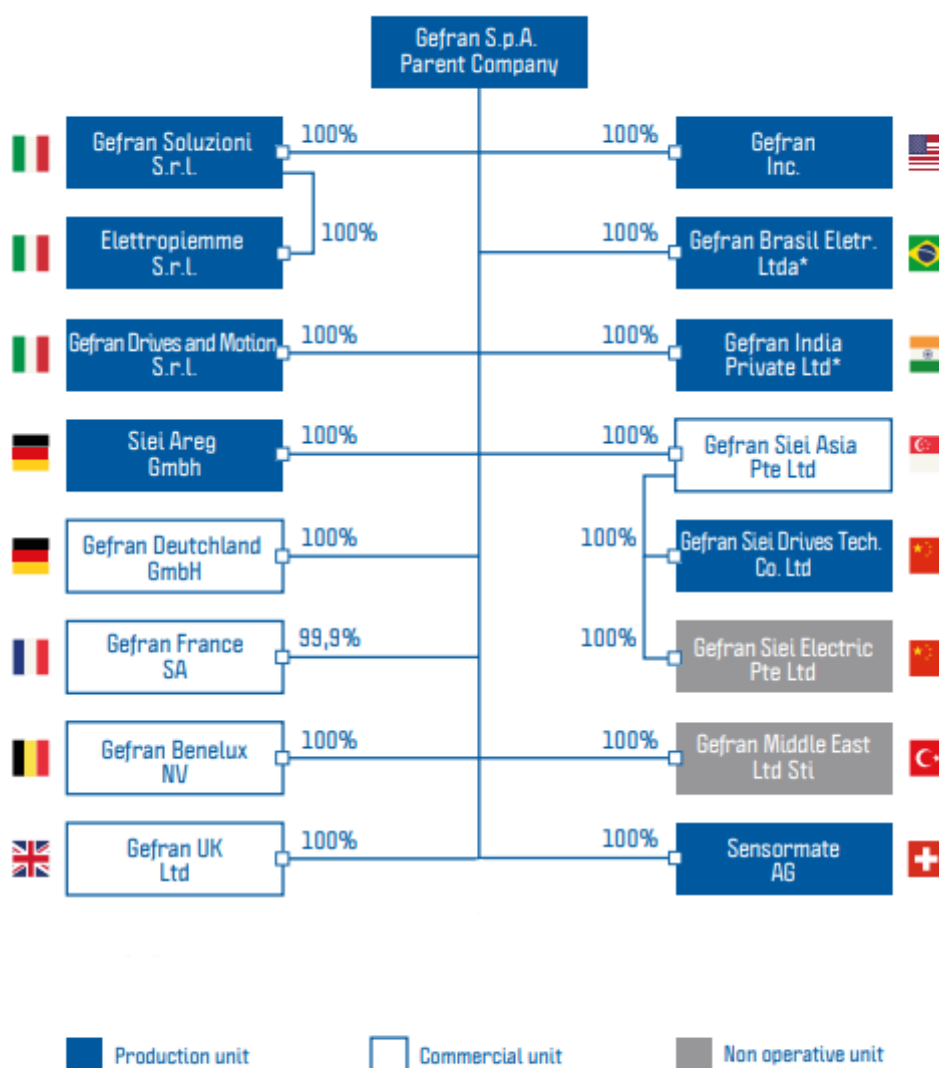 Gefran S.p.A.
Parent Company
Gefran Soluzioni
S.r.l.
100%
100%
Gefran
Inc.
Elettropiemme
S.r.l.
100%
100%
Gefran Brasil Eletr.
Ltda*
Gefran Drives and Motion
S.r.l.
100%
100%
Gefran India
Private Ltd*
Siei Areg
Gmbh
100%
100%
Gefran Siei Asia
Pte Ltd
Gefran Deutchland
GmbH
100%
100%
Gefran Siei Drives Tech.
Co. Ltd
Gefran France
SA
99,9%
100%
Gefran Siei Electric
Pte Ltd
Gefran Benelux
NV
100%
100%
Gefran Middle East
Ltd Sti
Gefran UK
Ltd
100%
100%
Sensormate
AG
Production unit
Commercial unit
Non operative unit